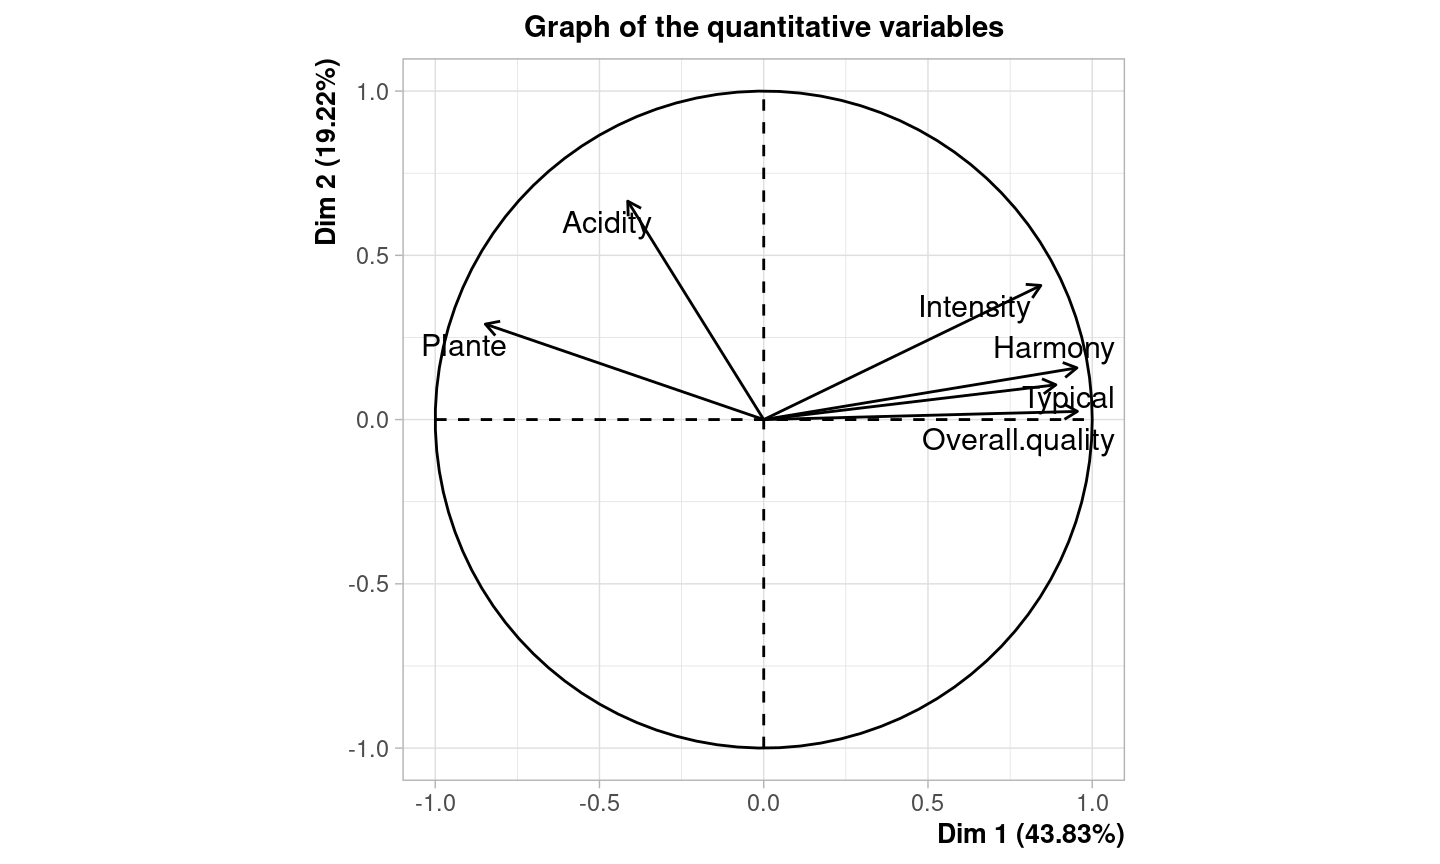 Graph of the quantitative variables
Dim 2 (19.22%)
1.0
0.5
0.0
-0.5
-1.0
Acidity
Intensity
Plante
Harmony
Typical
Overall.quality
-1.0 -0.5 0.0 0.5 1.0
Dim 1 (43.83%)